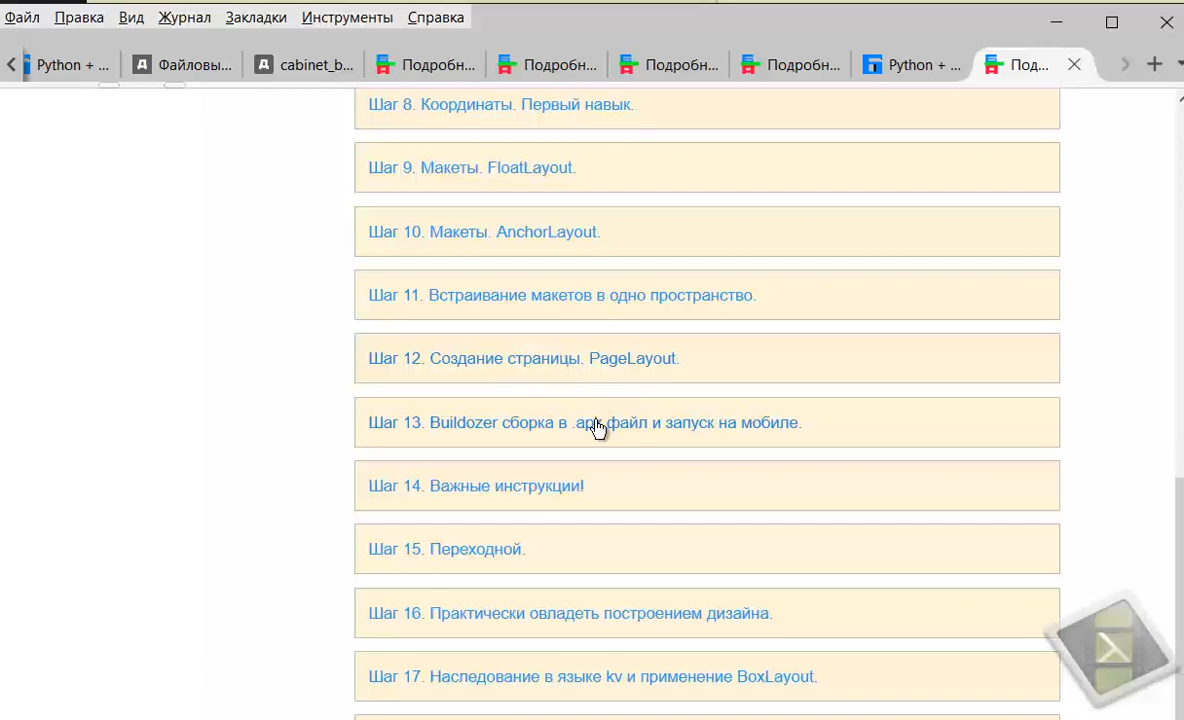 Файл Правка Вид Журнал Закладки Инструменты Справка
Python + ... Файловы... cabinet_b... Подробн... Подробн... Подробн... Подробн... Python + ... Под...
Шаг 8. Координаты. Первый навык.
Шаг 9. Макеты. FloatLayout.
Шаг 10. Макеты. AnchorLayout.
Шаг 11. Встраивание макетов в одно пространство.
Шаг 12. Создание страницы. PageLayout.
Шаг 13. Buildozer сборка в .apk файл и запуск на мобиле.
Шаг 14. Важные инструкции!
Шаг 15. Переходной.
Шаг 16. Практически овладеть построением дизайна.
Шаг 17. Наследование в языке kv и применение BoxLayout.